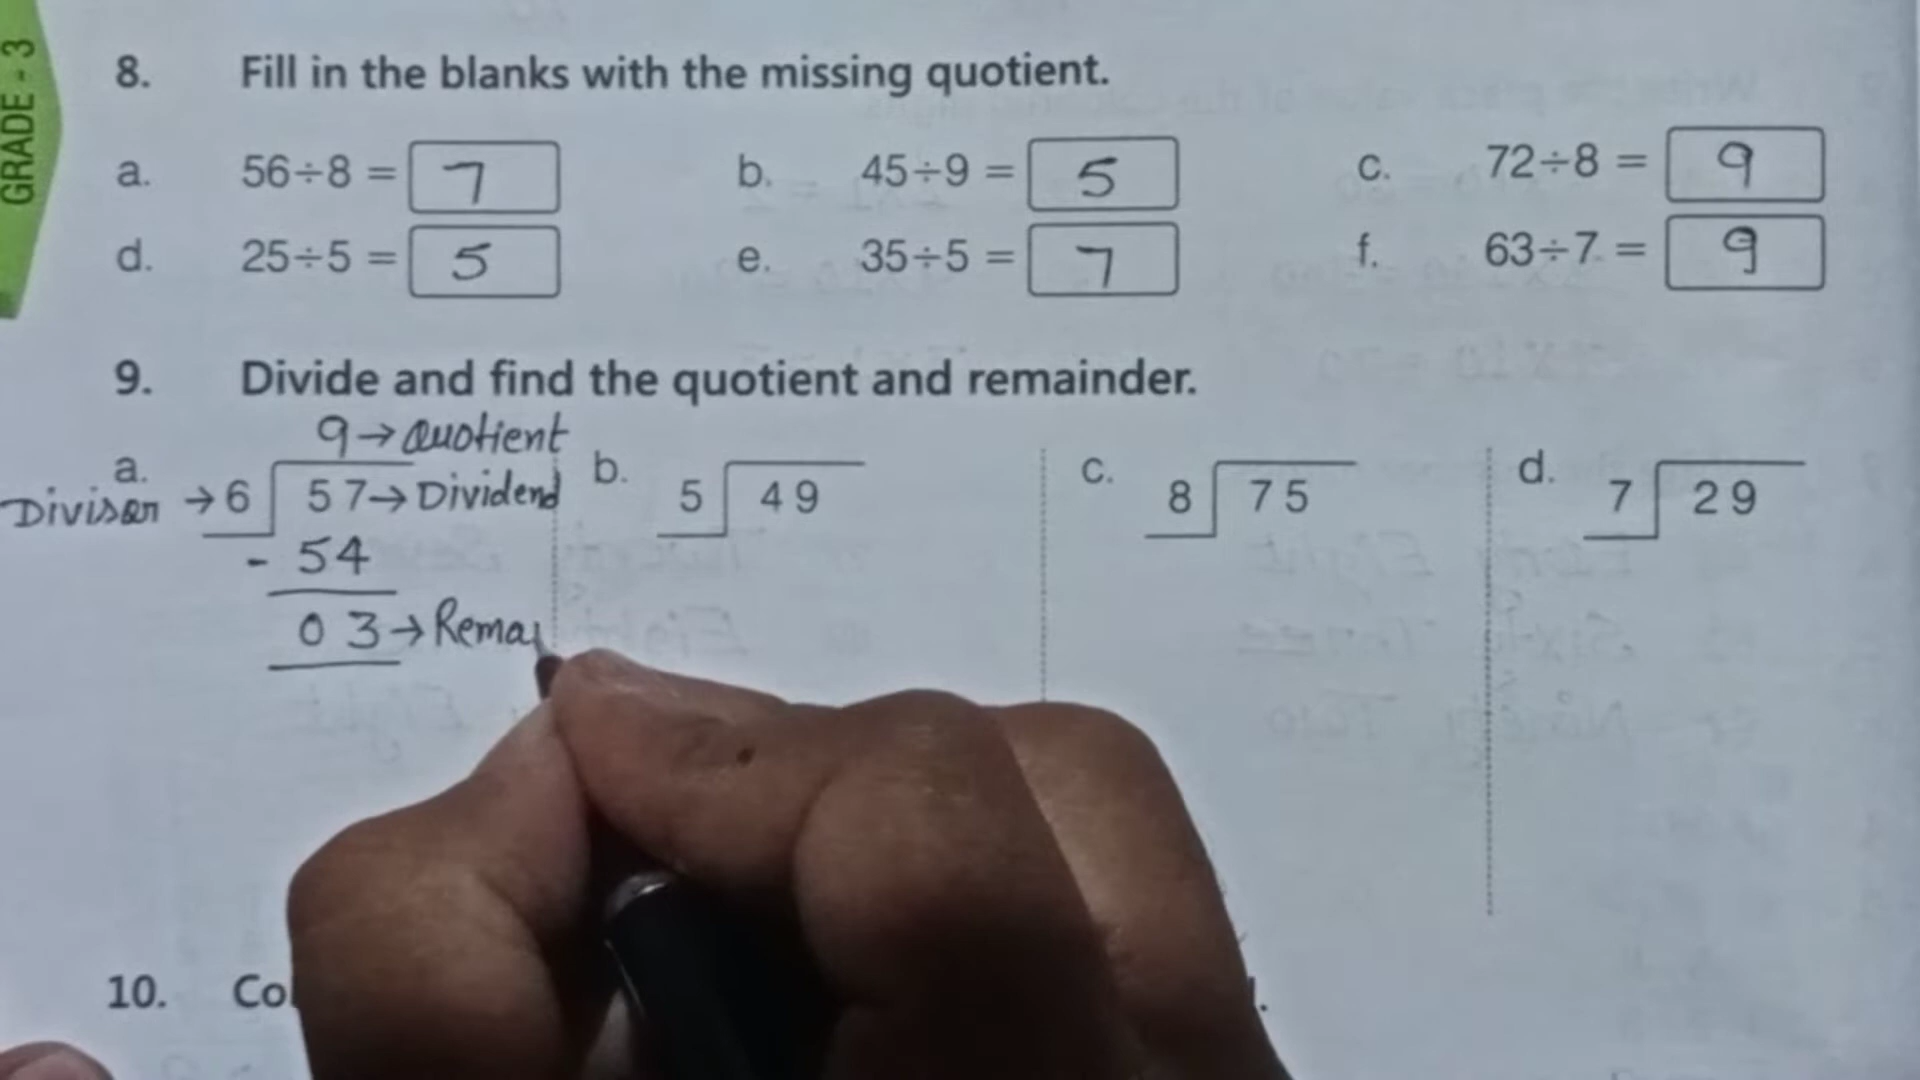 GRADE - 3
8. Fill in the blanks with the missing quotient.
a. 56÷8 = 7 b. 45÷9 = 5 c. 72÷8 = 9
d. 25÷5 = 5 e. 35÷5 = 7 f. 63÷7 = 9
9. Divide and find the quotient and remainder.
9→Quotient
a. b. c. d.
Divisor →6 57→Dividend 5 49 8 75 7 29
- 54
03→Remai
10. Co